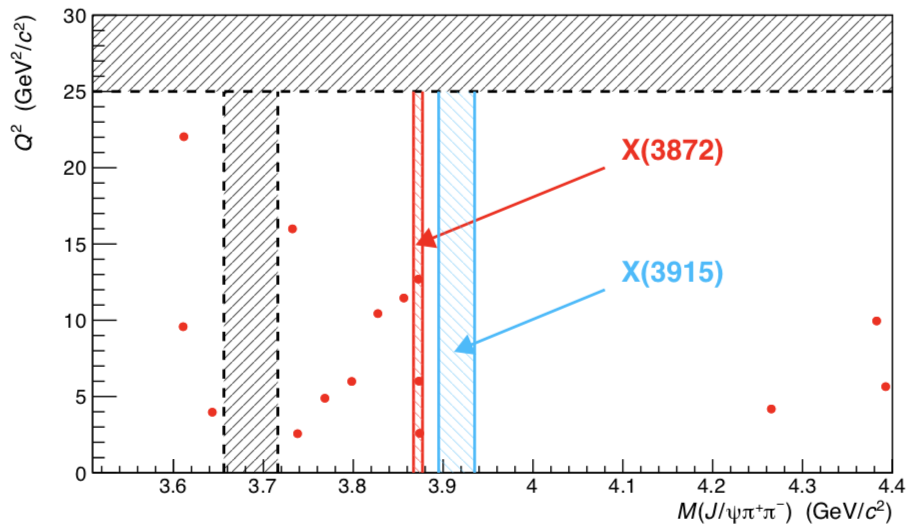 30
25
20
15
10
5
0
Q² (GeV²/c²)
X(3872)
X(3915)
3.6 3.7 3.8 3.9 4 4.1 4.2 4.3 4.4
M(J/ψπ⁺π⁻) (GeV/c²)